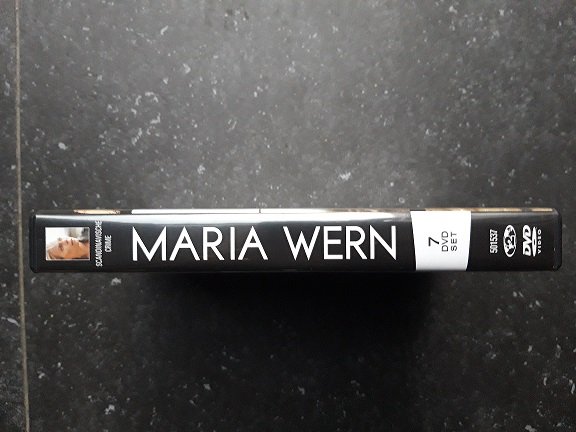 SCANDINAVISCHE
CRIME
MARIA WERN
7
DVD
SET
501537
DVD
VIDEO